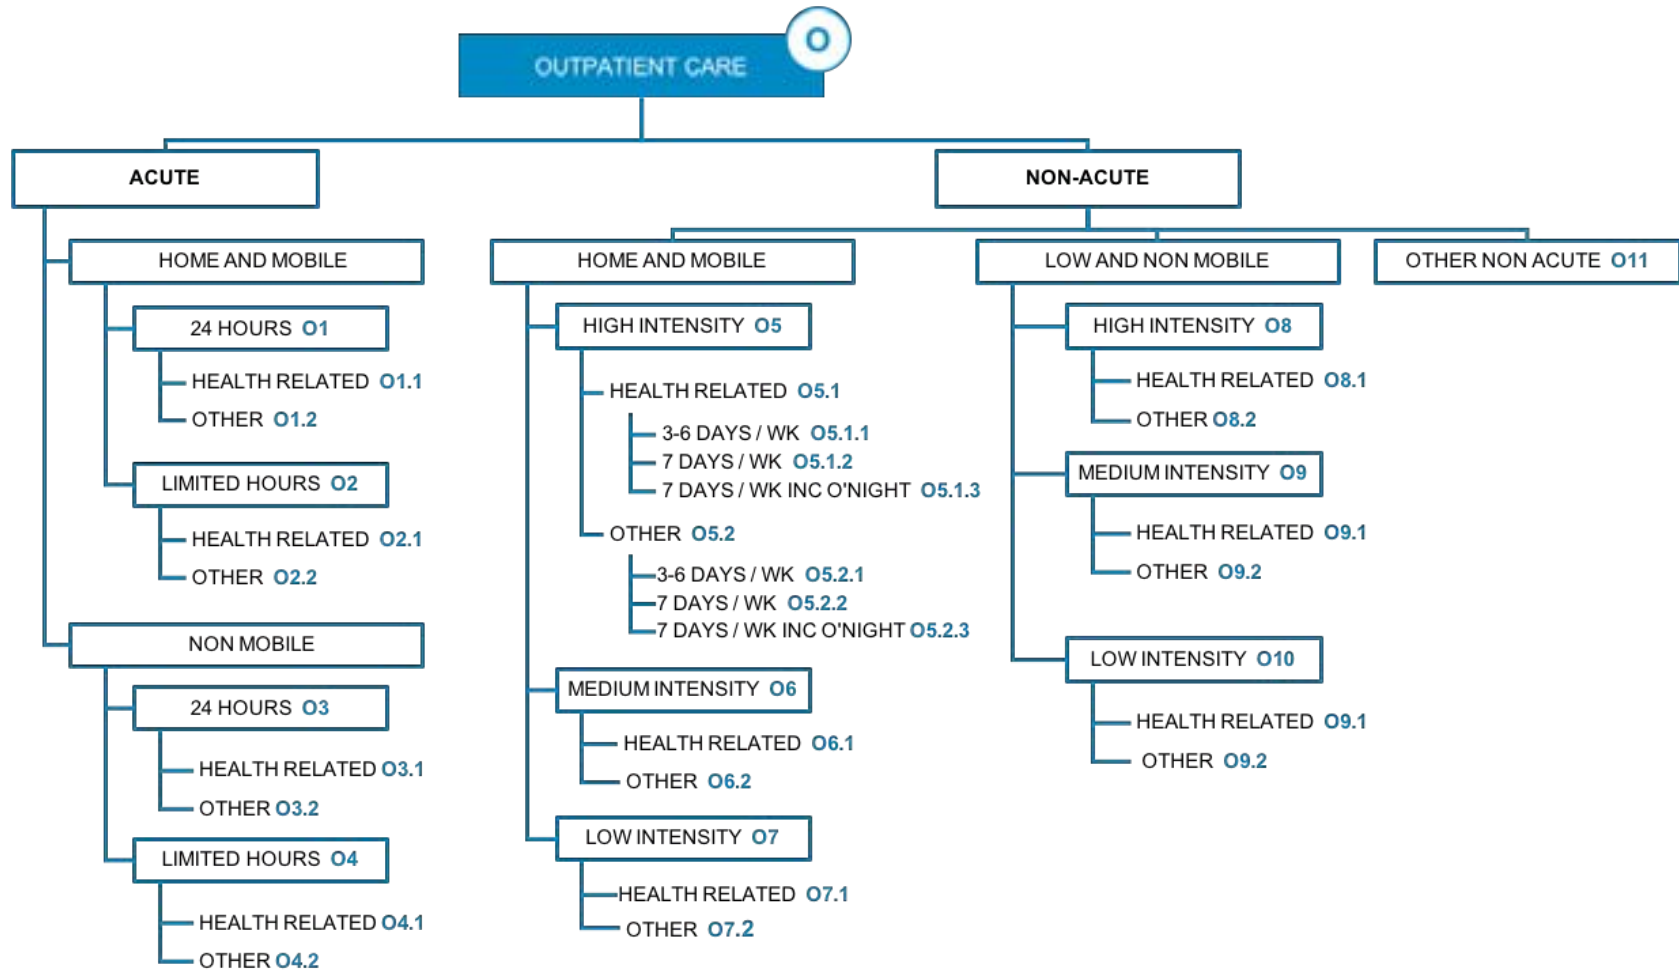 O
OUTPATIENT CARE
ACUTE
HOME AND MOBILE
24 HOURS O1
HEALTH RELATED O1.1
OTHER O1.2
LIMITED HOURS O2
HEALTH RELATED O2.1
OTHER O2.2
NON MOBILE
24 HOURS O3
HEALTH RELATED O3.1
OTHER O3.2
LIMITED HOURS O4
HEALTH RELATED O4.1
OTHER O4.2
NON-ACUTE
HOME AND MOBILE
HIGH INTENSITY O5
HEALTH RELATED O5.1
3-6 DAYS / WK O5.1.1
7 DAYS / WK O5.1.2
7 DAYS / WK INC O'NIGHT O5.1.3
OTHER O5.2
3-6 DAYS / WK O5.2.1
7 DAYS / WK O5.2.2
7 DAYS / WK INC O'NIGHT O5.2.3
MEDIUM INTENSITY O6
HEALTH RELATED O6.1
OTHER O6.2
LOW INTENSITY O7
HEALTH RELATED O7.1
OTHER O7.2
LOW AND NON MOBILE
HIGH INTENSITY O8
HEALTH RELATED O8.1
OTHER O8.2
MEDIUM INTENSITY O9
HEALTH RELATED O9.1
OTHER O9.2
LOW INTENSITY O10
HEALTH RELATED O9.1
OTHER O9.2
OTHER NON ACUTE O11